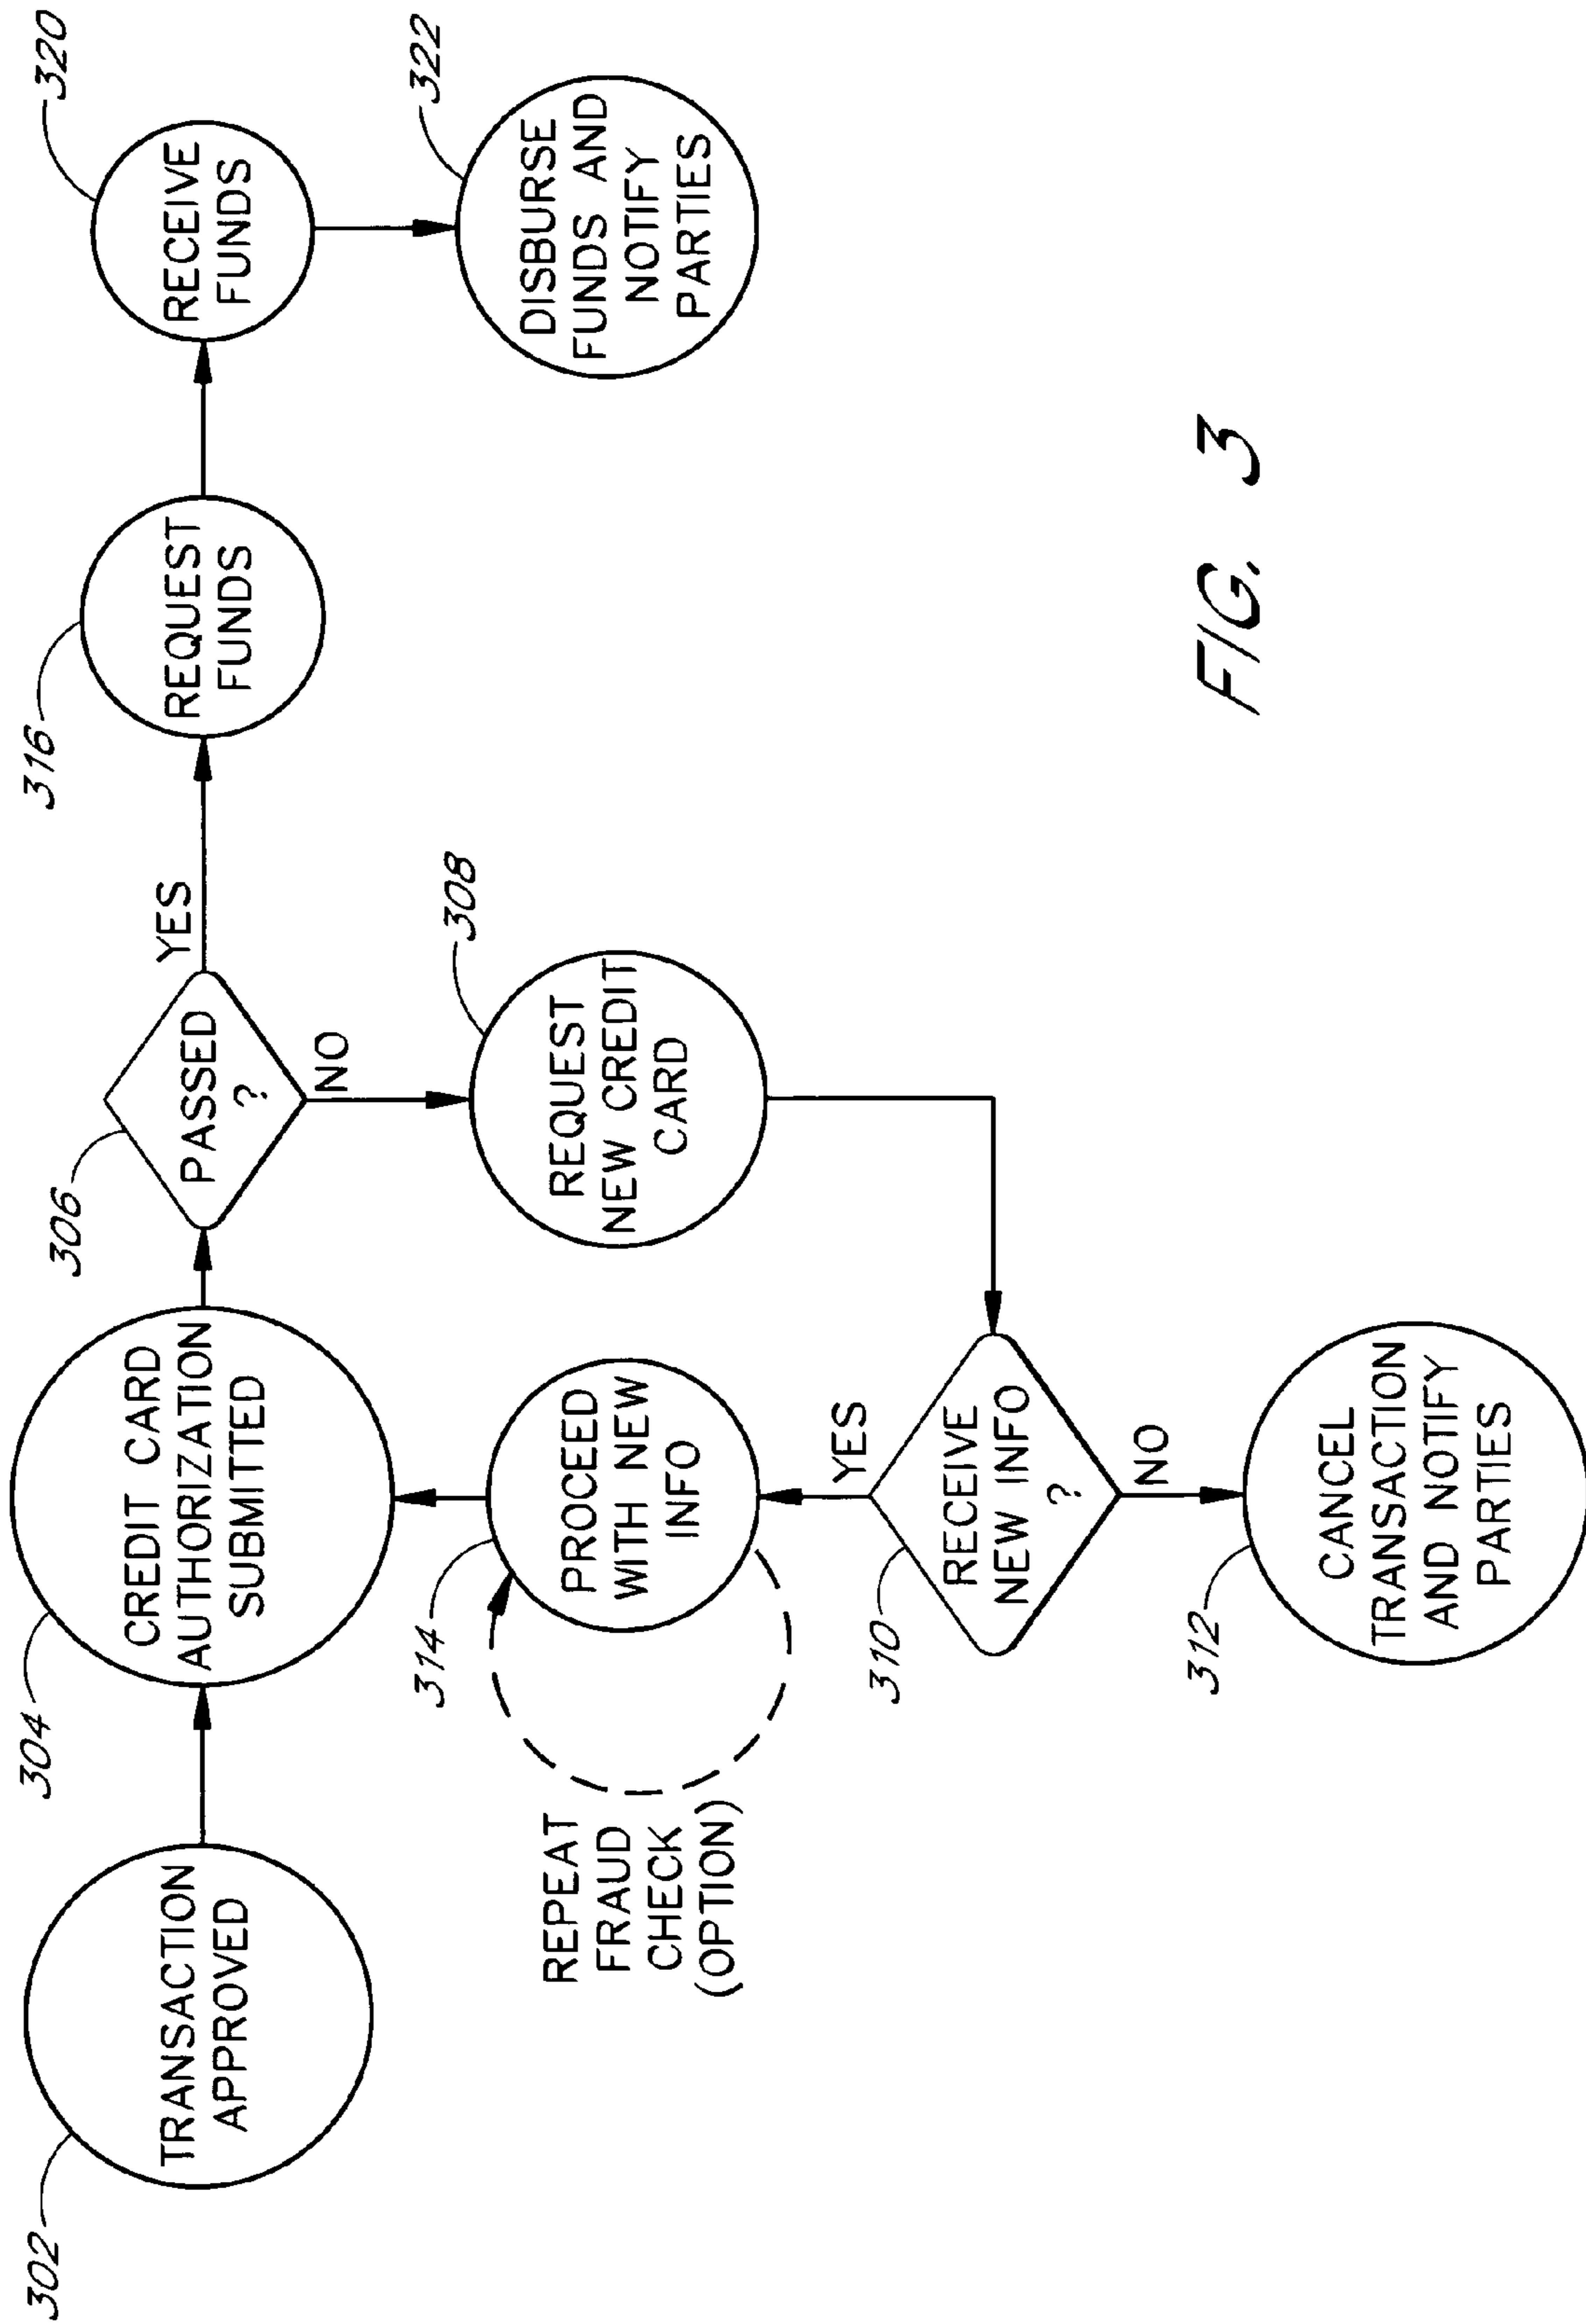 302
TRANSACTION
APPROVED
304
CREDIT CARD
AUTHORIZATION
SUBMITTED
306
PASSED
?
YES
NO
316
REQUEST
FUNDS
320
RECEIVE
FUNDS
322
DISBURSE
FUNDS AND
NOTIFY
PARTIES
308
REQUEST
NEW CREDIT
CARD
314
PROCEED
WITH NEW
INFO
REPEAT
FRAUD
CHECK
(OPTION)
310
RECEIVE
NEW INFO
?
YES
NO
312
CANCEL
TRANSACTION
AND NOTIFY
PARTIES
FIG. 3